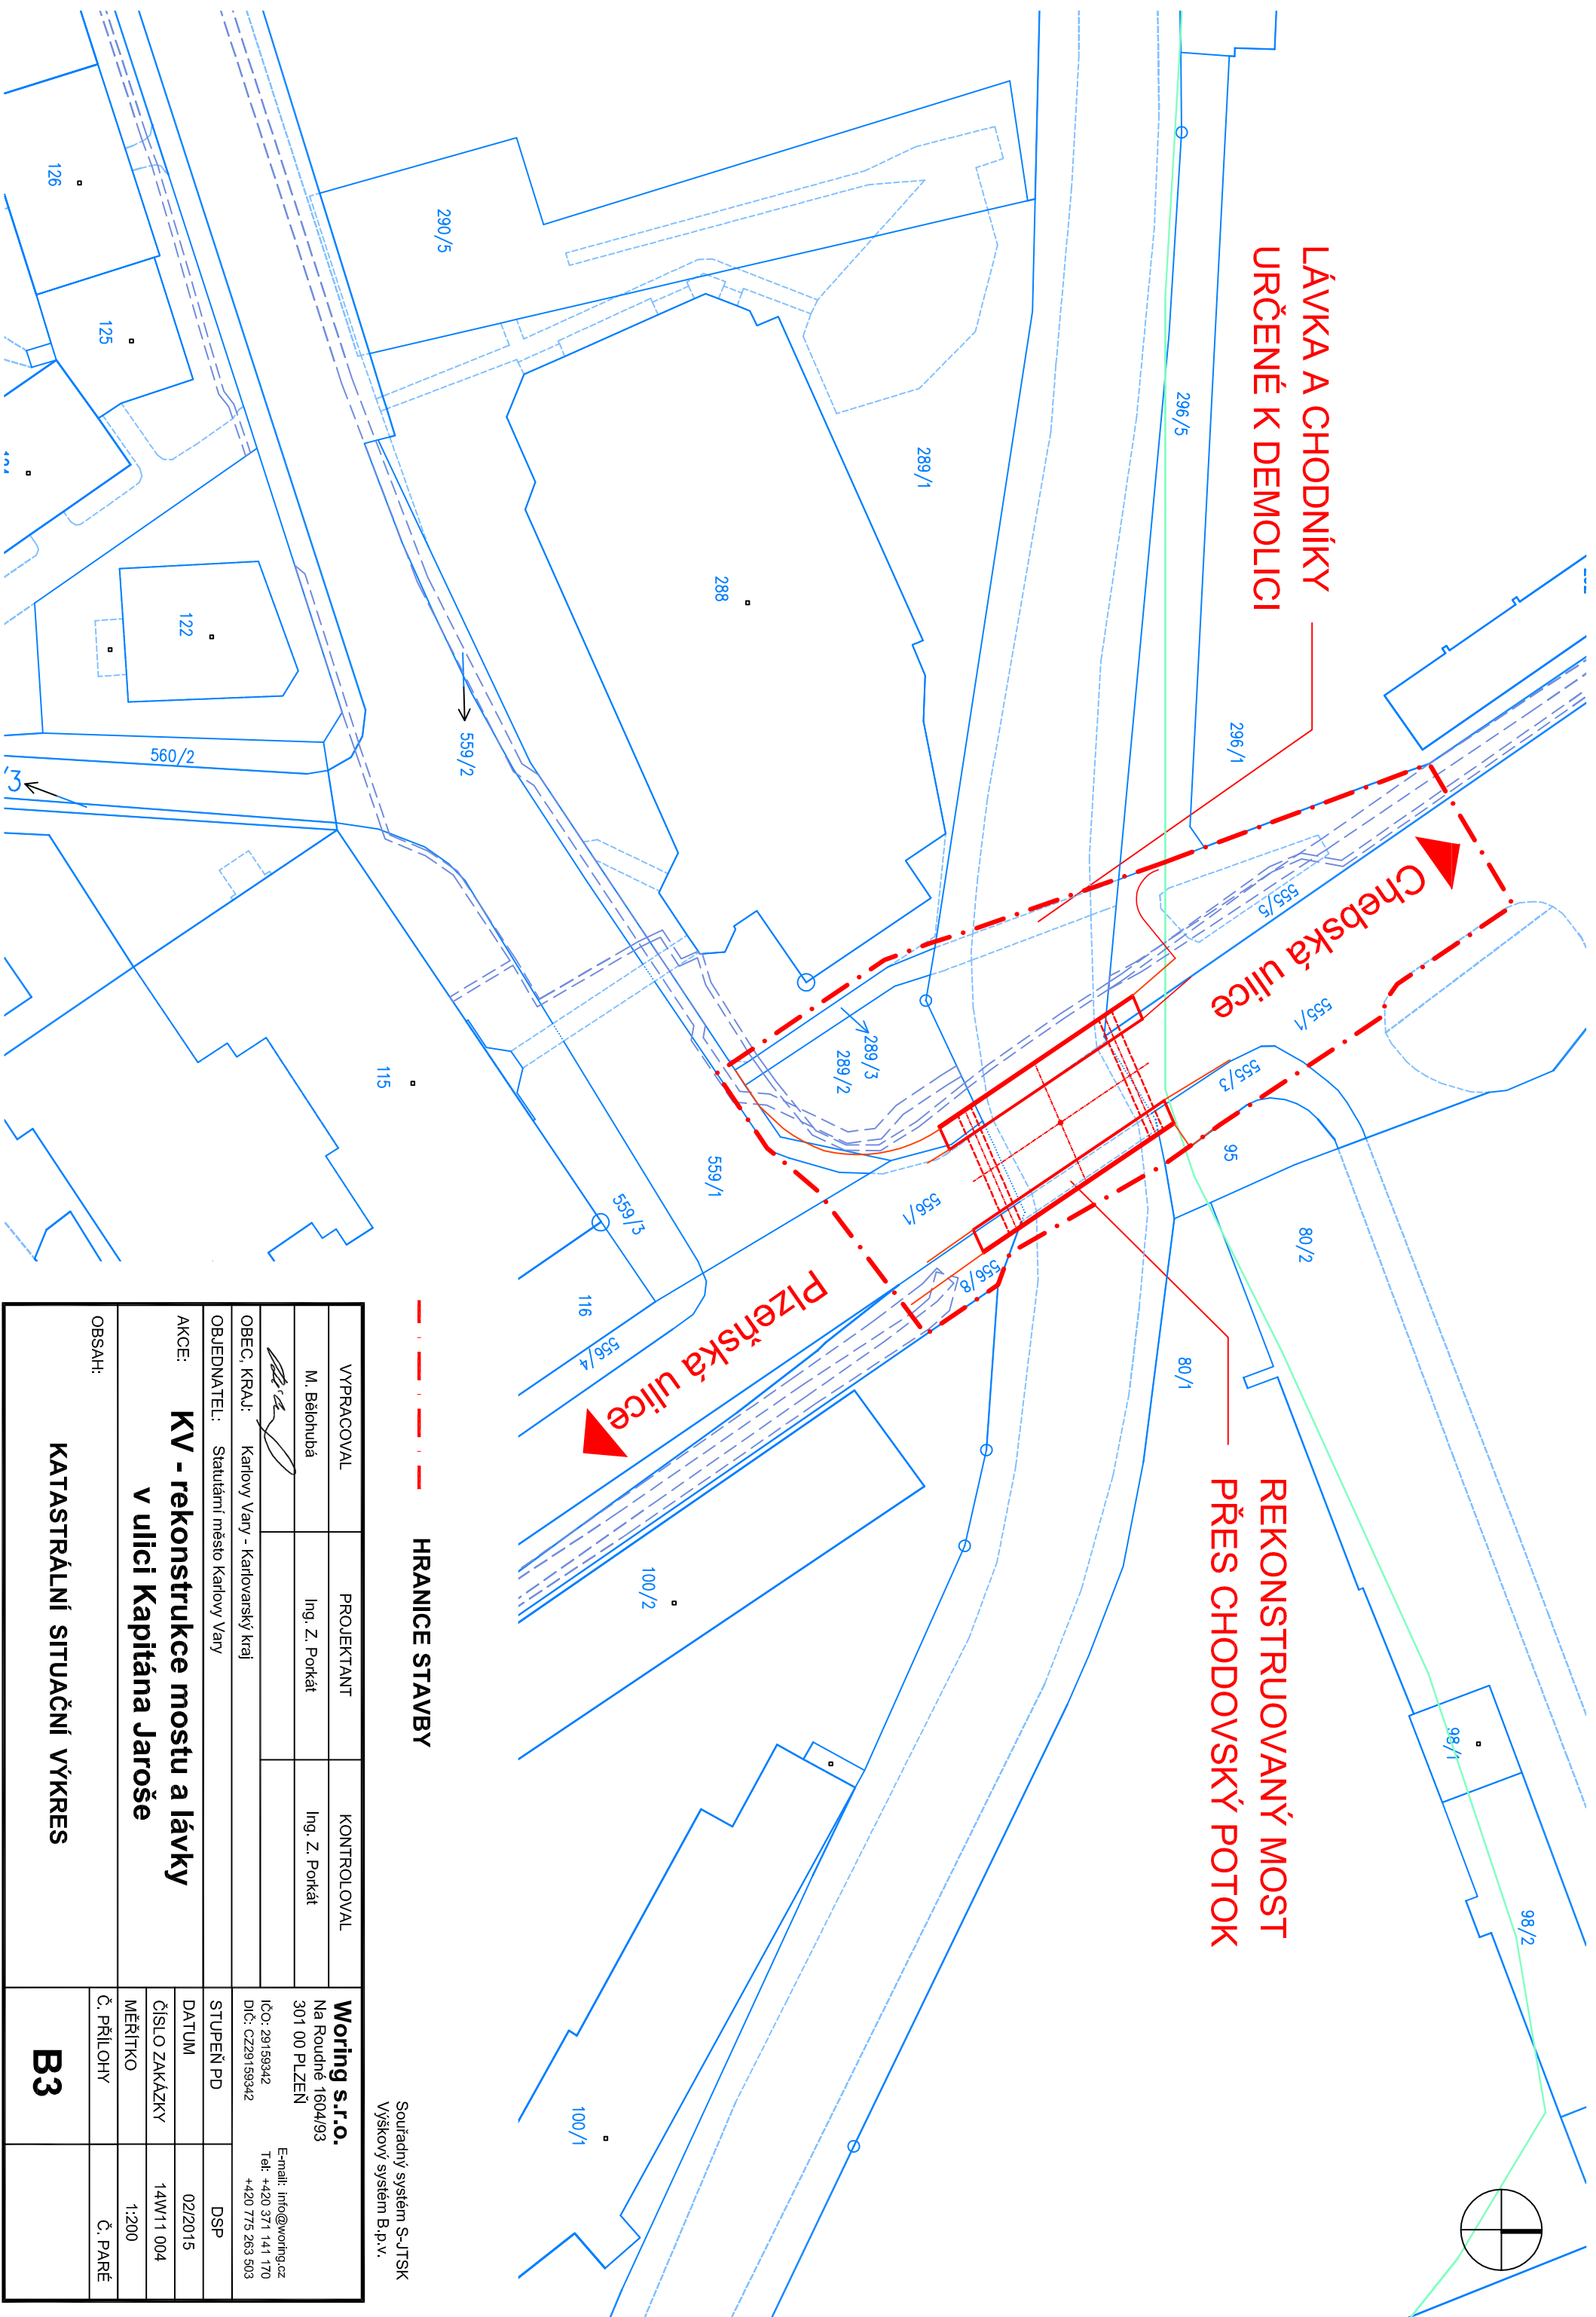 LÁVKA A CHODNÍKY
URČENÉ K DEMOLICI
REKONSTRUOVANÝ MOST
PŘES CHODOVSKÝ POTOK
Chebská ulice
Plzeňská ulice
296/5
296/1
289/1
290/5
288
126
125
122
560/2
/3
559/2
115
289/3
289/2
559/1
559/3
116
556/4
556/1
556/8
555/5
555/1
555/3
95
80/2
80/1
98/1
98/2
100/2
100/1
HRANICE STAVBY
Souřadný systém S-JTSK
Výškový systém B.p.v.
VYPRACOVAL
PROJEKTANT
KONTROLOVAL
M. Bělohubá
Ing. Z. Porkát
Ing. Z. Porkát
Woring s.r.o.
Na Roudné 1604/93
301 00 PLZEŇ
E-mail: info@woring.cz
IČO: 29159342
Tel: +420 371 141 170
DIČ: CZ29159342
+420 775 263 503
OBEC, KRAJ: Karlovy Vary - Karlovarský kraj
OBJEDNATEL: Statutární město Karlovy Vary
STUPEŇ PD
DSP
AKCE: KV - rekonstrukce mostu a lávky
v ulici Kapitána Jaroše
DATUM
02/2015
ČÍSLO ZAKÁZKY
14W11 004
MĚŘÍTKO
1:200
OBSAH:
KATASTRÁLNÍ SITUAČNÍ VÝKRES
Č. PŘÍLOHY
Č. PARÉ
B3